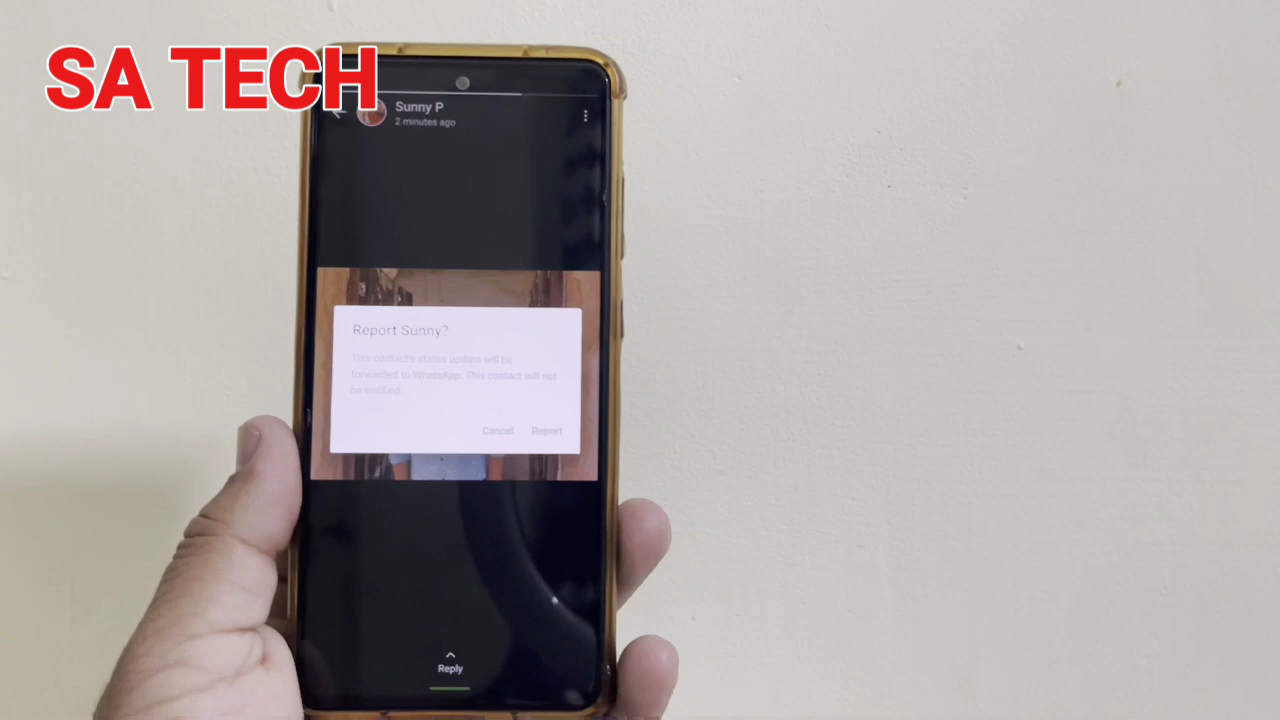 SA TECH
Sunny P
2 minutes ago
Report Sunny?
This contact's status update will be
forwarded to WhatsApp. This contact will not
be notified.
Cancel Report
Reply